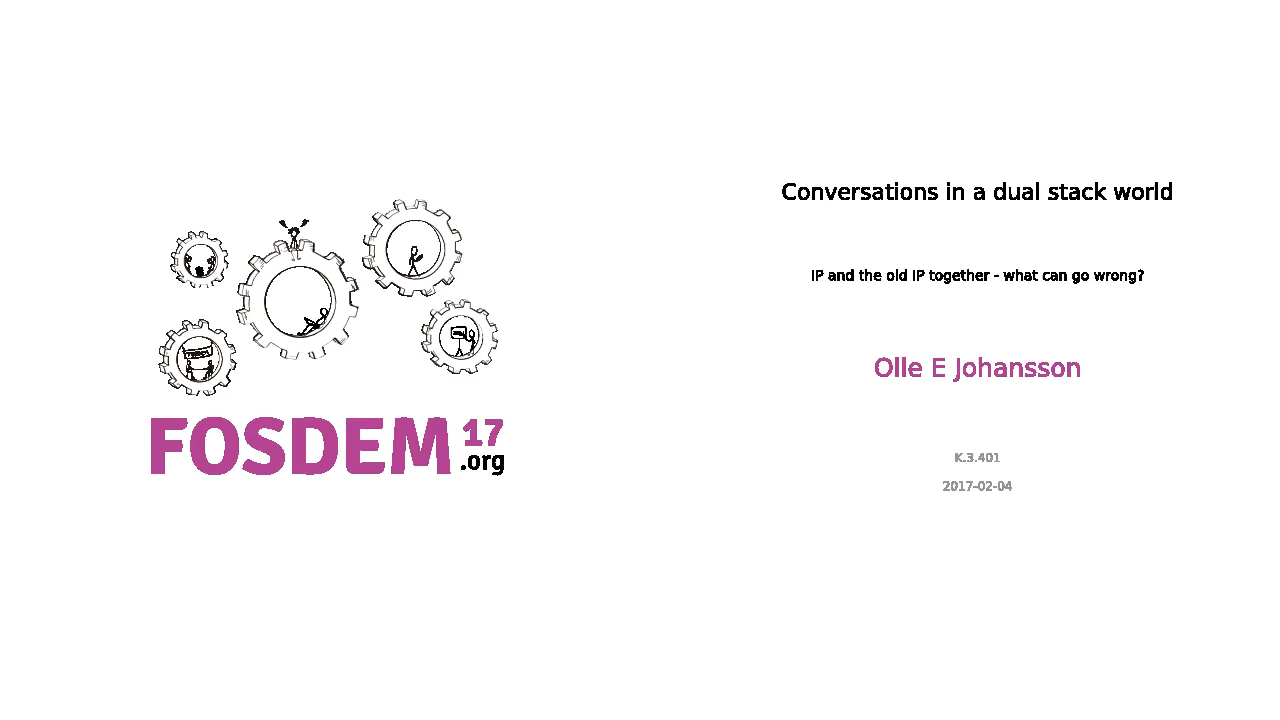 FOSDEM 17
.org
Conversations in a dual stack world
IP and the old IP together - what can go wrong?
Olle E Johansson
K.3.401
2017-02-04